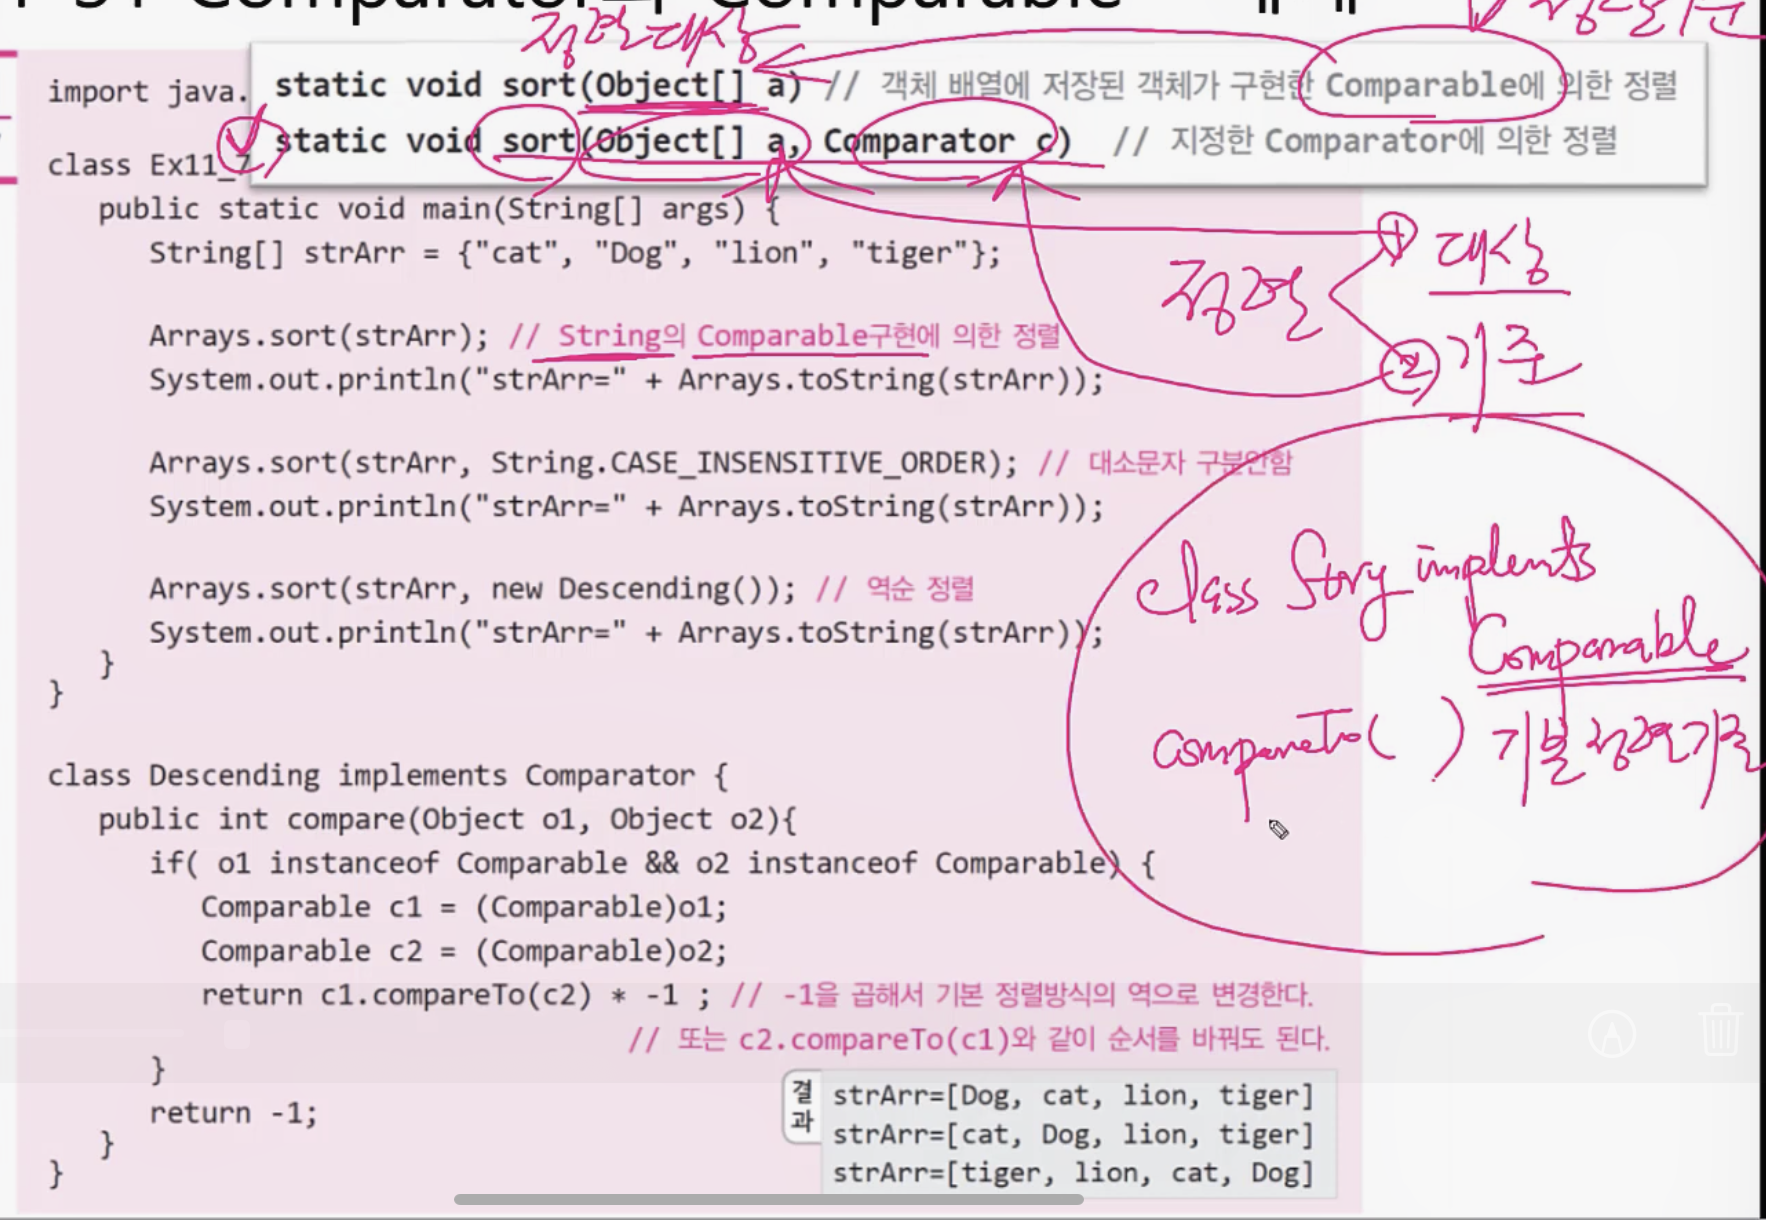 Comparator와 Comparable
정렬대상
static void sort(Object[] a) // 객체 배열에 저장된 객체가 구현한 Comparable에 의한 정렬
static void sort(Object[] a, Comparator c) // 지정한 Comparator에 의한 정렬
import java.
class Ex11_7
public static void main(String[] args) {
String[] strArr = {"cat", "Dog", "lion", "tiger"};
정렬
① 대상
② 기준
Arrays.sort(strArr); // String의 Comparable구현에 의한 정렬
System.out.println("strArr=" + Arrays.toString(strArr));
Arrays.sort(strArr, String.CASE_INSENSITIVE_ORDER); // 대소문자 구분안함
System.out.println("strArr=" + Arrays.toString(strArr));
Arrays.sort(strArr, new Descending()); // 역순 정렬
System.out.println("strArr=" + Arrays.toString(strArr));
}
}
class implements
Comparable
compareTo( ) 기본정렬기준
class Descending implements Comparator {
public int compare(Object o1, Object o2){
if( o1 instanceof Comparable && o2 instanceof Comparable) {
Comparable c1 = (Comparable)o1;
Comparable c2 = (Comparable)o2;
return c1.compareTo(c2) * -1 ; // -1을 곱해서 기본 정렬방식의 역으로 변경한다.
// 또는 c2.compareTo(c1)와 같이 순서를 바꿔도 된다.
}
return -1;
}
}
결과
strArr=[Dog, cat, lion, tiger]
strArr=[cat, Dog, lion, tiger]
strArr=[tiger, lion, cat, Dog]